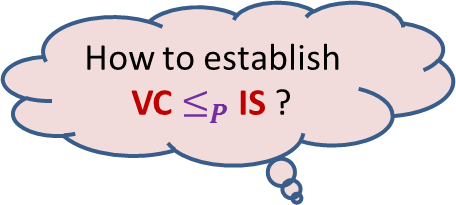 How to establish
VC ≤P IS ?